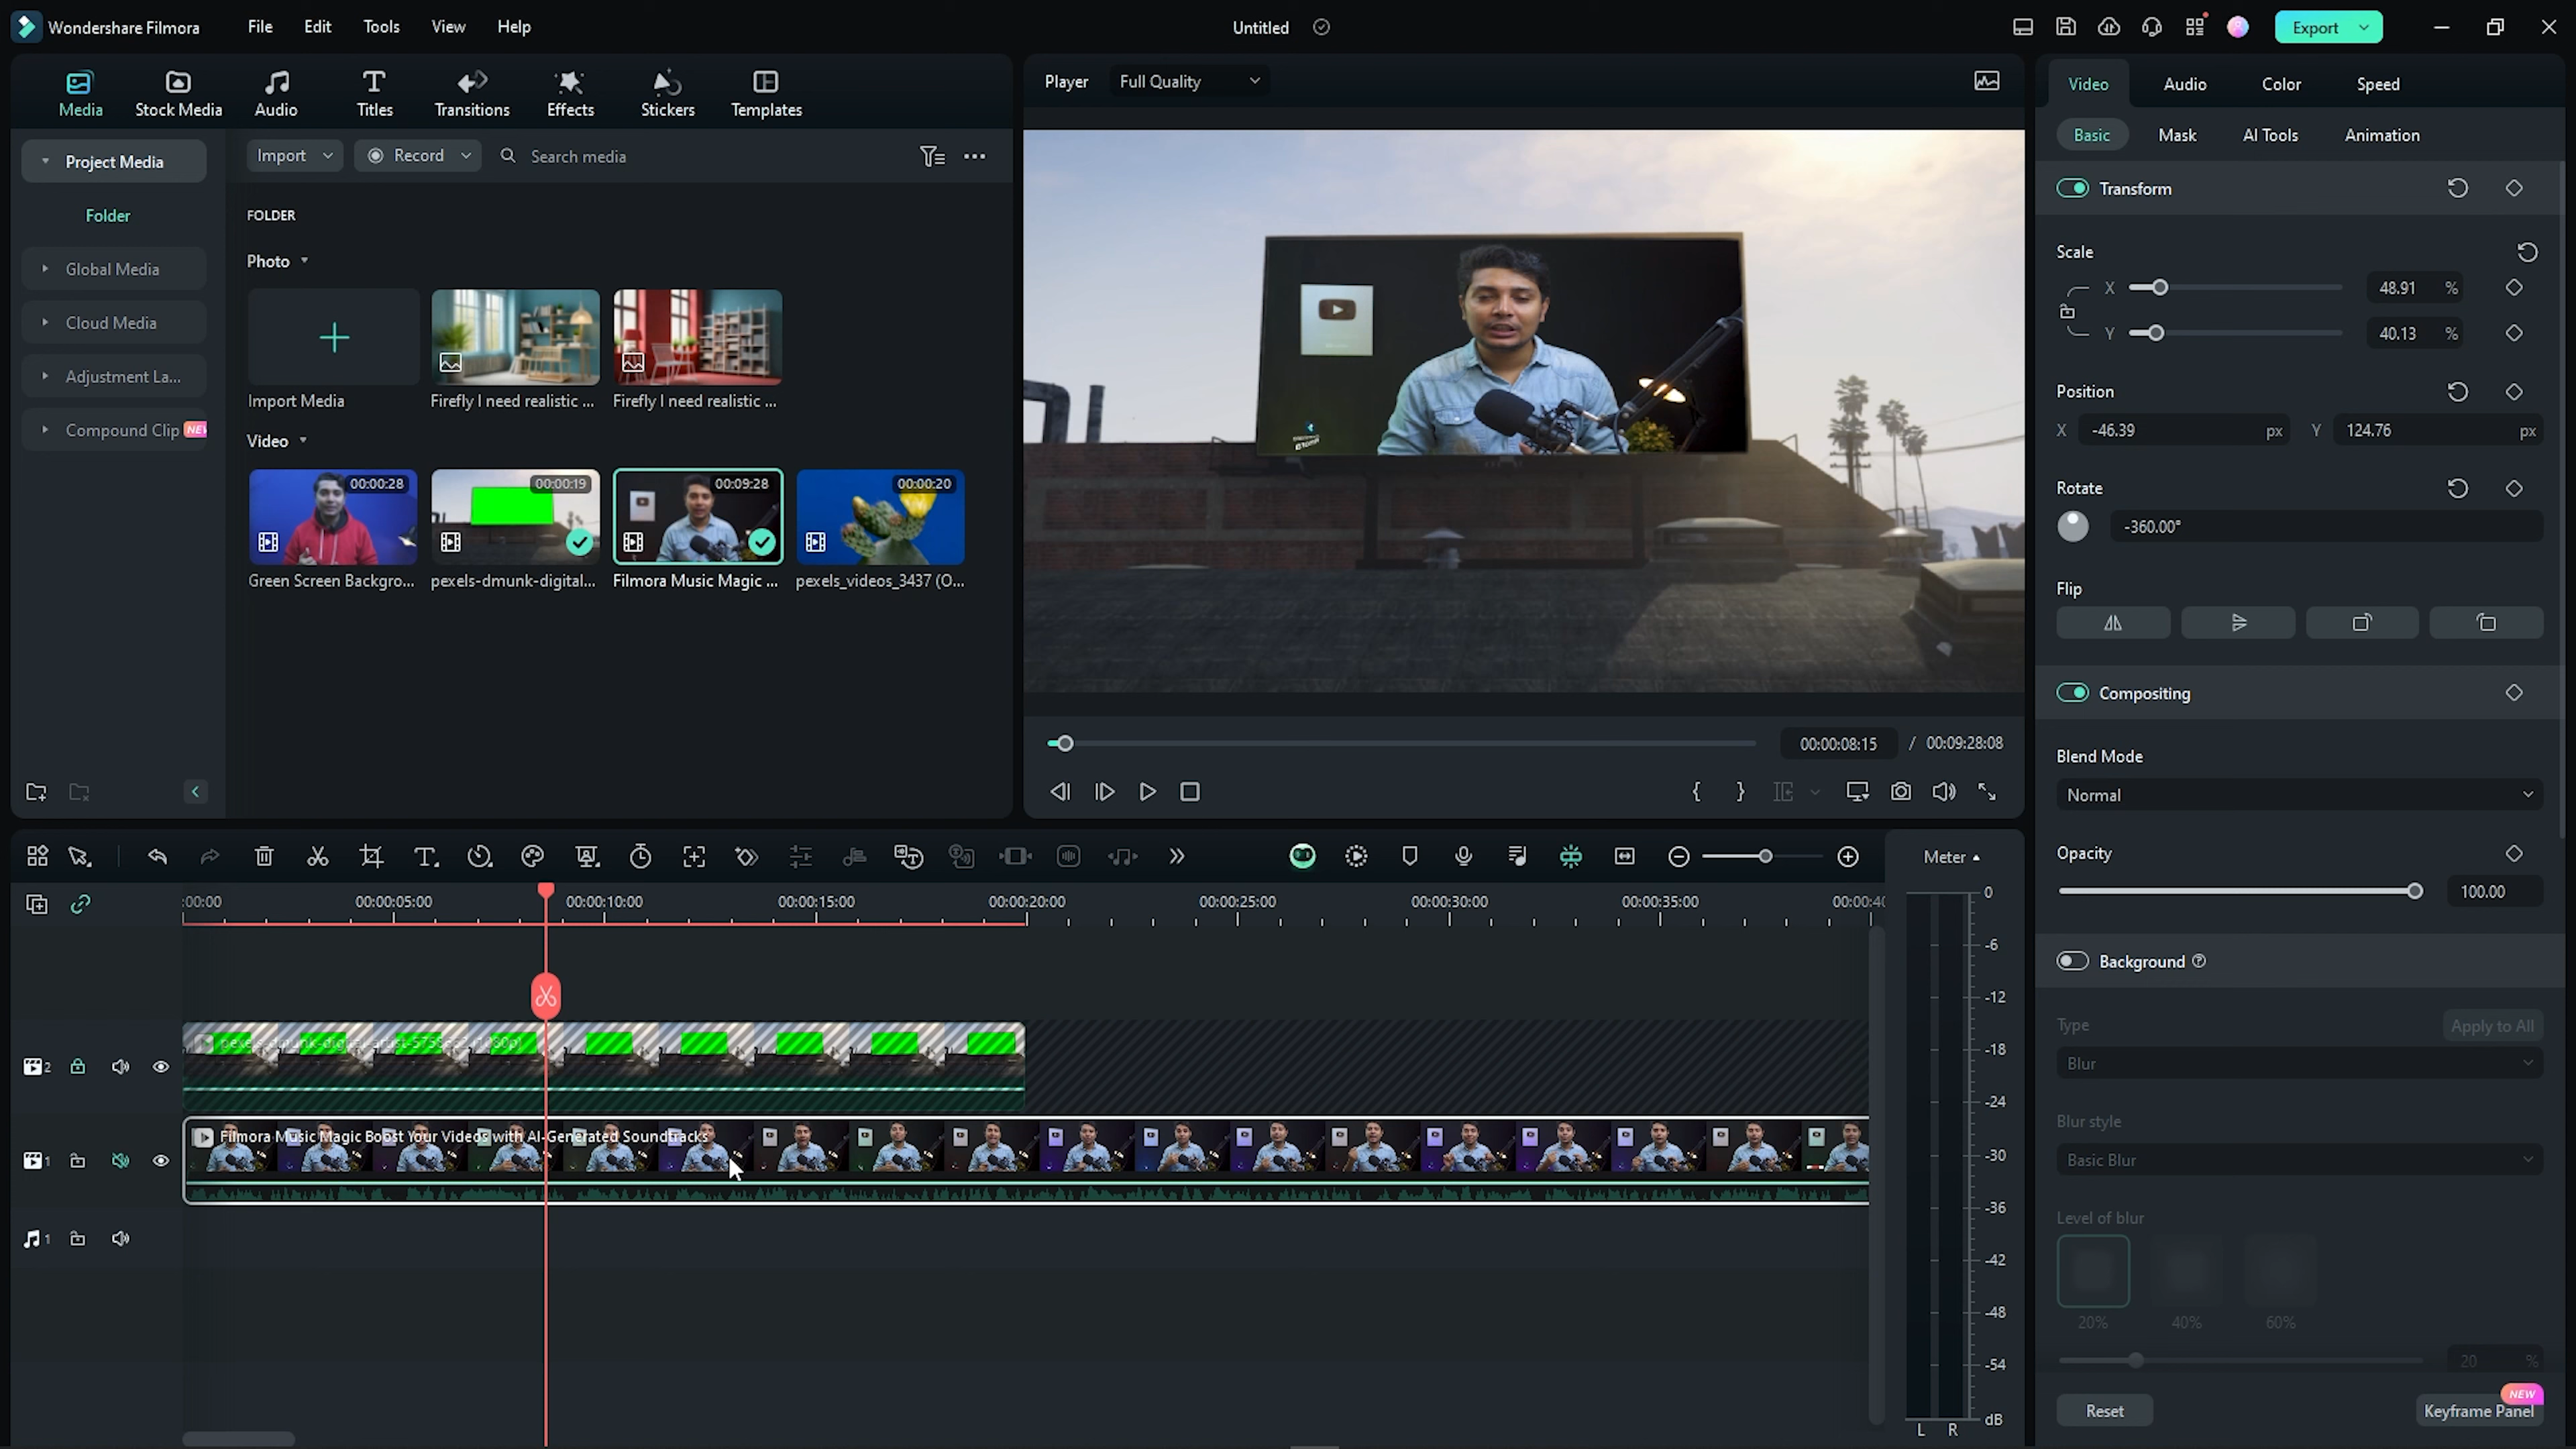 Wondershare Filmora File Edit Tools View Help Untitled Export
Media Stock Media Audio Titles Transitions Effects Stickers Templates
Player Full Quality
Video Audio Color Speed
Basic Mask AI Tools Animation
Project Media
Folder
Global Media
Cloud Media
Adjustment La...
Compound Clip NEW
Import Record Search media
FOLDER
Photo
Import Media Firefly I need realistic ... Firefly I need realistic ...
Video
00:00:28 00:00:19 00:09:28 00:00:20
Green Screen Backgro... pexels-dmunk-digital... Filmora Music Magic ... pexels_videos_3437 (O...
00:00:08:15 / 00:09:28:08
Transform
Scale
X 48.91 %
Y 40.13 %
Position
X -46.39 px Y 124.76 px
Rotate
-360.00°
Flip
Compositing
Blend Mode
Normal
Opacity
100.00
Background
Type Apply to All
Blur
Blur style
Basic Blur
Level of blur
20% 40% 60%
20 %
Reset Keyframe Panel NEW
Meter
:00:00 00:00:05:00 00:00:10:00 00:00:15:00 00:00:20:00 00:00:25:00 00:00:30:00 00:00:35:00 00:00:40
2
1 Filmora Music Magic Boost Your Videos with AI-Generated Soundtracks
1
0
-6
-12
-18
-24
-30
-36
-42
-48
-54
dB
L R